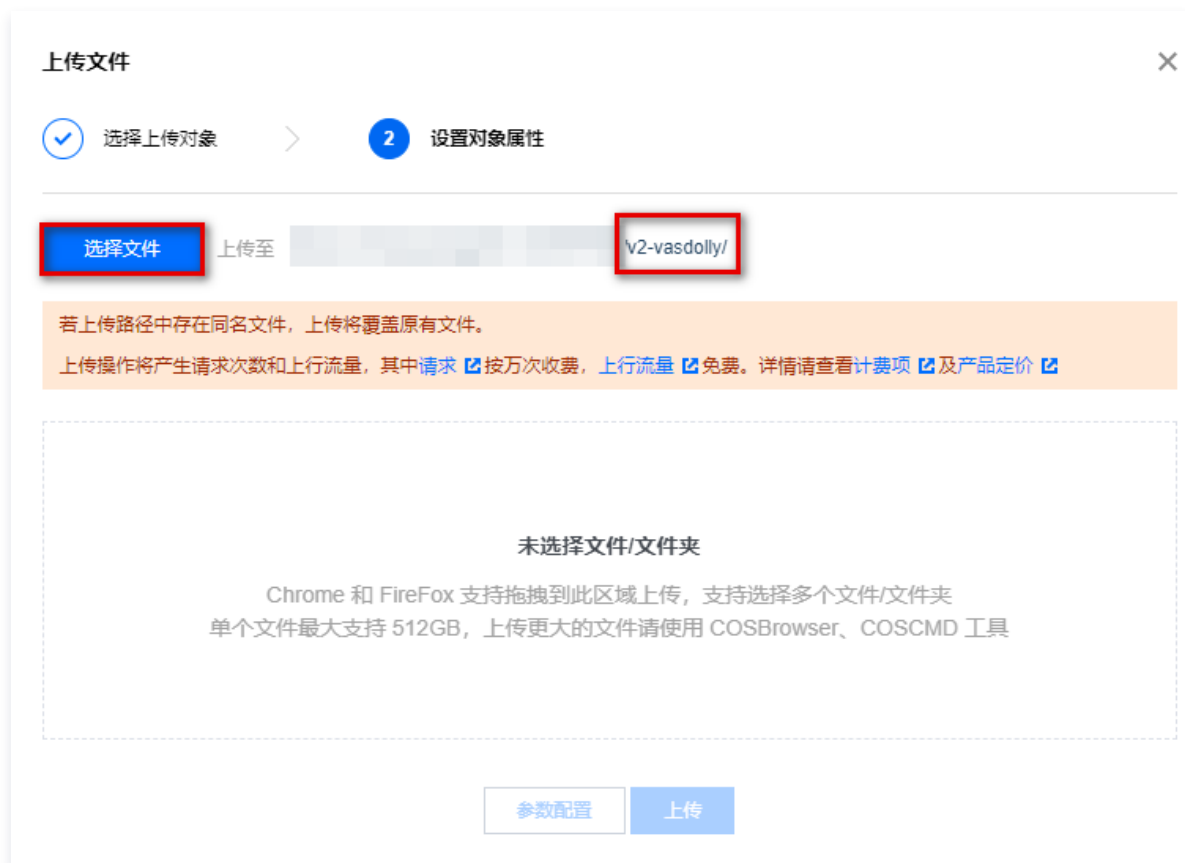 上传文件
选择上传对象 2 设置对象属性
选择文件 上传至 /v2-vasdolly/
若上传路径中存在同名文件，上传将覆盖原有文件。
上传操作将产生请求次数和上行流量，其中请求 按万次收费，上行流量 免费。详情请查看计费项 及产品定价
未选择文件/文件夹
Chrome 和 FireFox 支持拖拽到此区域上传，支持选择多个文件/文件夹
单个文件最大支持 512GB，上传更大的文件请使用 COSBrowser、COSCMD 工具
参数配置 上传